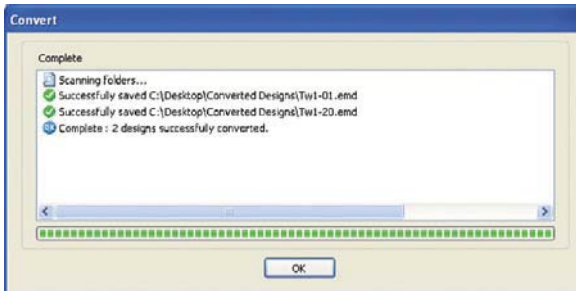 Convert
Complete
Scanning folders...
Successfully saved C:\Desktop\Converted Designs\Tw1-01.emd
Successfully saved C:\Desktop\Converted Designs\Tw1-20.emd
Complete : 2 designs successfully converted.
OK